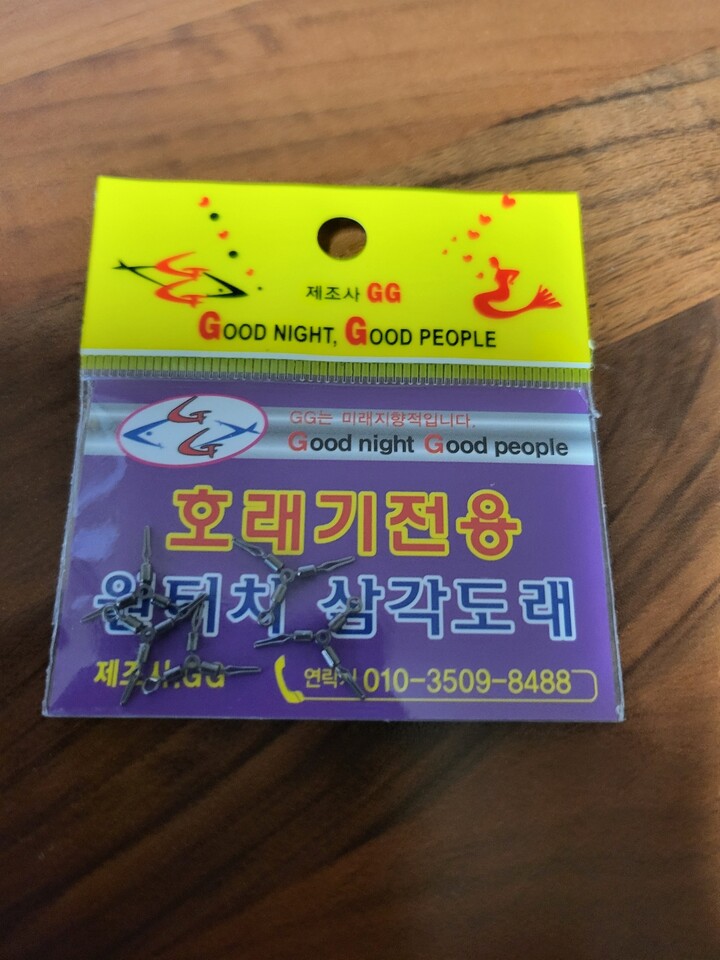 제조사 GG
GOOD NIGHT, GOOD PEOPLE
GG
GG는 미래지향적입니다.
Good night Good people
호래기전용
원터치 삼각도래
제조사.GG
연락처 010-3509-8488